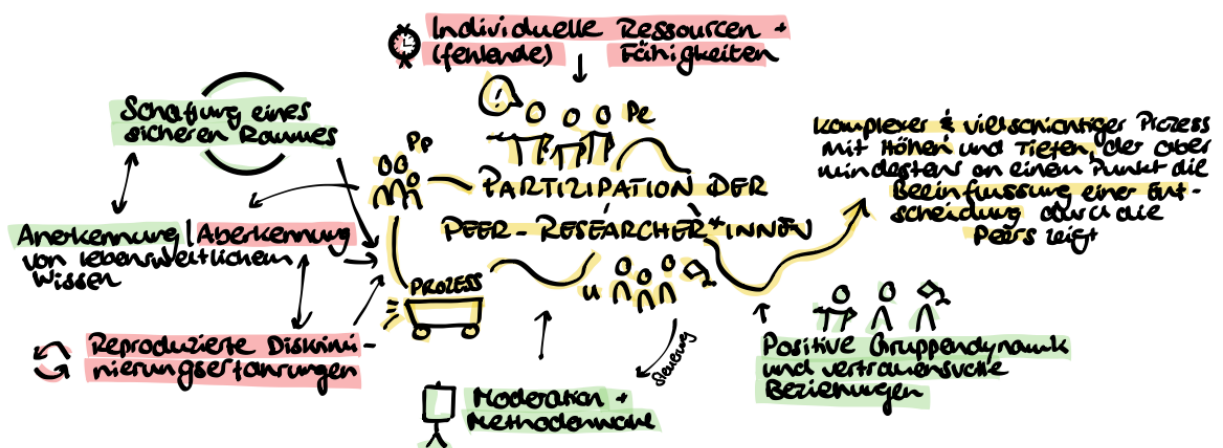 Individuelle Ressourcen +
(fehlende) Fähigkeiten
Schaffung eines
sicheren Raumes
Pe
Pp
PARTIZIPATION DER
PEER-RESEARCHER*INNEN
Komplexer & vielschichtiger Prozess
mit Höhen und Tiefen, der aber
mindestens an einem Punkt die
Beeinflussung einer Ent-
scheidung durch die
Peers zeigt
Anerkennung | Aberkennung
von lebensweltlichem
Wissen
PROZESS
u
Reproduzierte Diskrimi-
nierungserfahrungen
Steuerung
Moderation +
Methodenwahl
Positive Gruppendynamik
und vertrauensvolle
Beziehungen